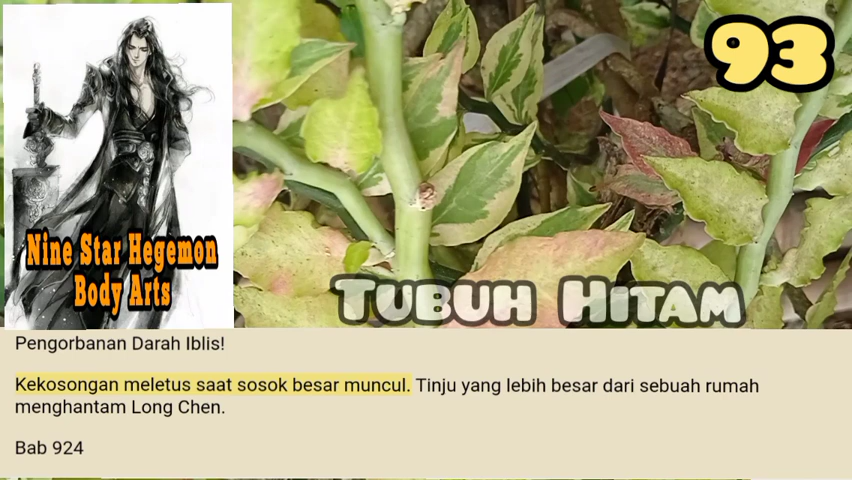 93
Nine Star Hegemon
Body Arts
Tubuh Hitam
Pengorbanan Darah Iblis!
Kekosongan meletus saat sosok besar muncul. Tinju yang lebih besar dari sebuah rumah
menghantam Long Chen.
Bab 924